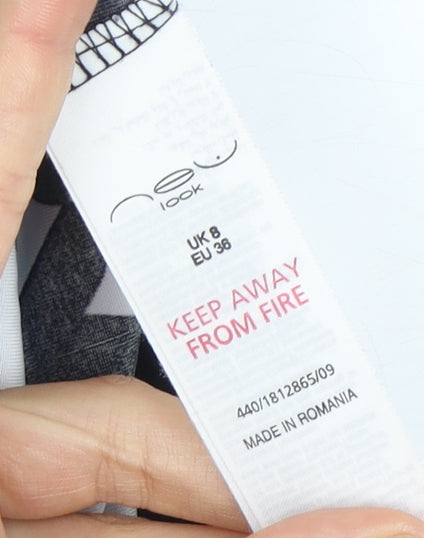 new
look
UK 8
EU 36
KEEP AWAY
FROM FIRE
440/1812865/09
MADE IN ROMANIA